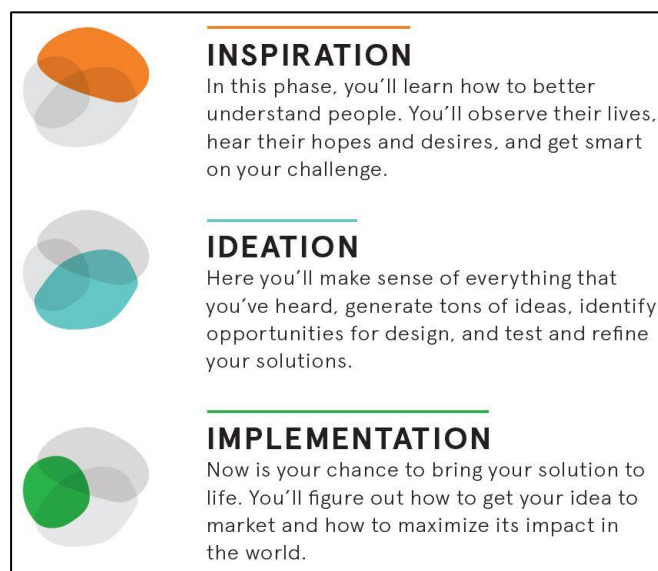 INSPIRATION
In this phase, you'll learn how to better
understand people. You'll observe their lives,
hear their hopes and desires, and get smart
on your challenge.
IDEATION
Here you'll make sense of everything that
you've heard, generate tons of ideas, identify
opportunities for design, and test and refine
your solutions.
IMPLEMENTATION
Now is your chance to bring your solution to
life. You'll figure out how to get your idea to
market and how to maximize its impact in
the world.